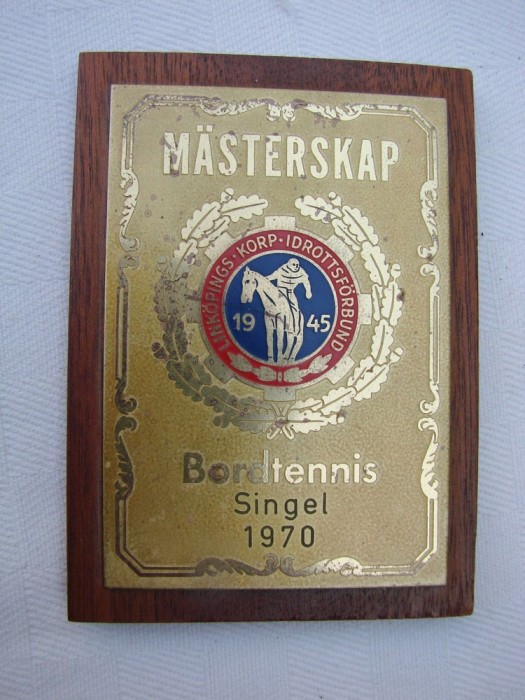 MÄSTERSKAP
LINKÖPINGS · KORP · IDROTTSFÖRBUND
19 45
Bordtennis
Singel
1970